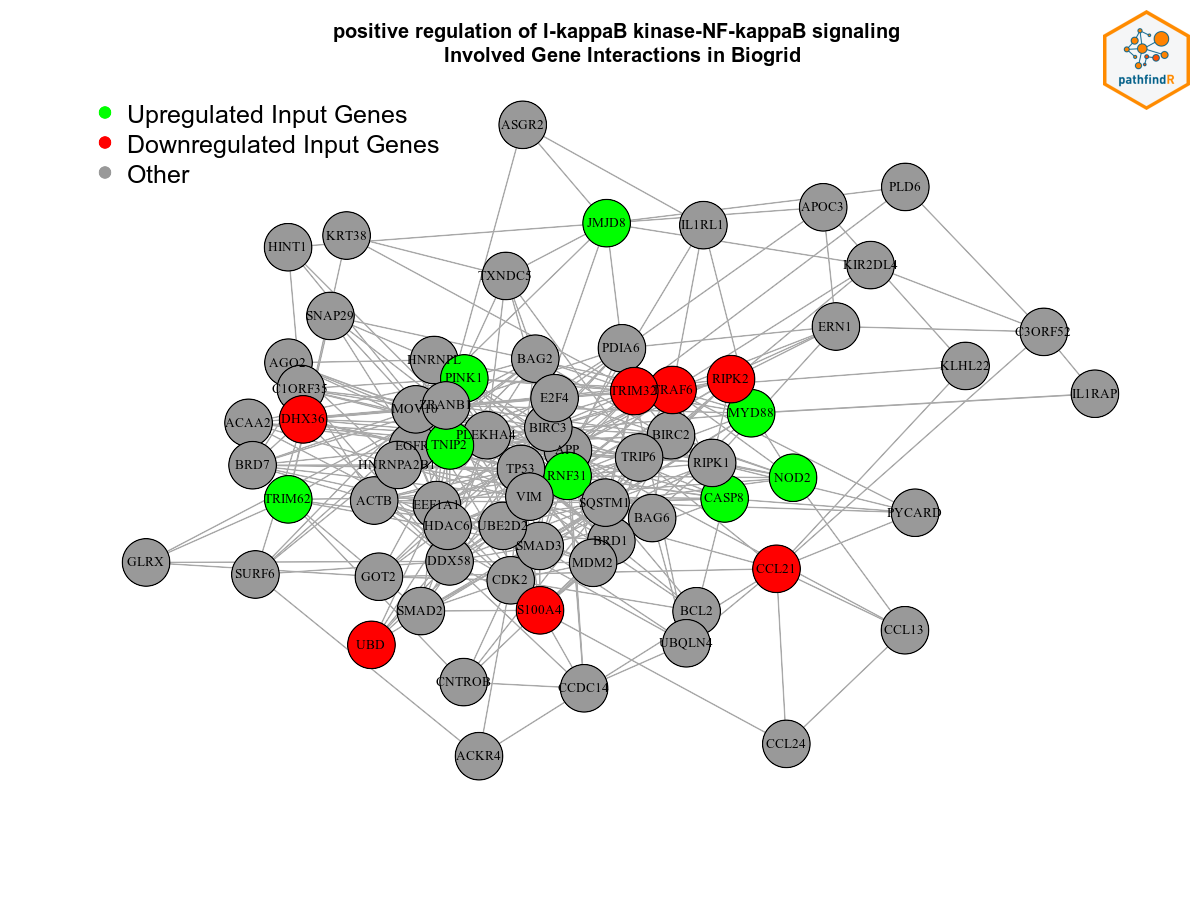 positive regulation of I-kappaB kinase-NF-kappaB signaling
Involved Gene Interactions in Biogrid
pathfindR
Upregulated Input Genes
Downregulated Input Genes
Other
ASGR2
PLD6
APOC3
JMJD8
IL1RL1
KRT38
HINT1
KIR2DL4
TXNDC5
SNAP29
ERN1
C3ORF52
PDIA6
BAG2
HNRNPL
AGO2
KLHL22
PINK1
RIPK2
C1ORF35
TRIM32
IL1RAP
E2F4
ZRANB1
MOV10
MYD88
DHX36
ACAA2
BIRC3
PLEKHA4
BIRC2
TNIP2
EGFR
APP
TRIP6
RIPK1
HNRNPA2B1
BRD7
TP53
RNF31
NOD2
VIM
CASP8
TRIM62
ACTB
SQSTM1
EEF1A1
PYCARD
BAG6
HDAC6
UBE2D2
BRD1
SMAD3
DDX58
GLRX
MDM2
CCL21
SURF6
GOT2
CDK2
SMAD2
S100A4
BCL2
CCL13
UBD
UBQLN4
CNTROB
CCDC14
CCL24
ACKR4